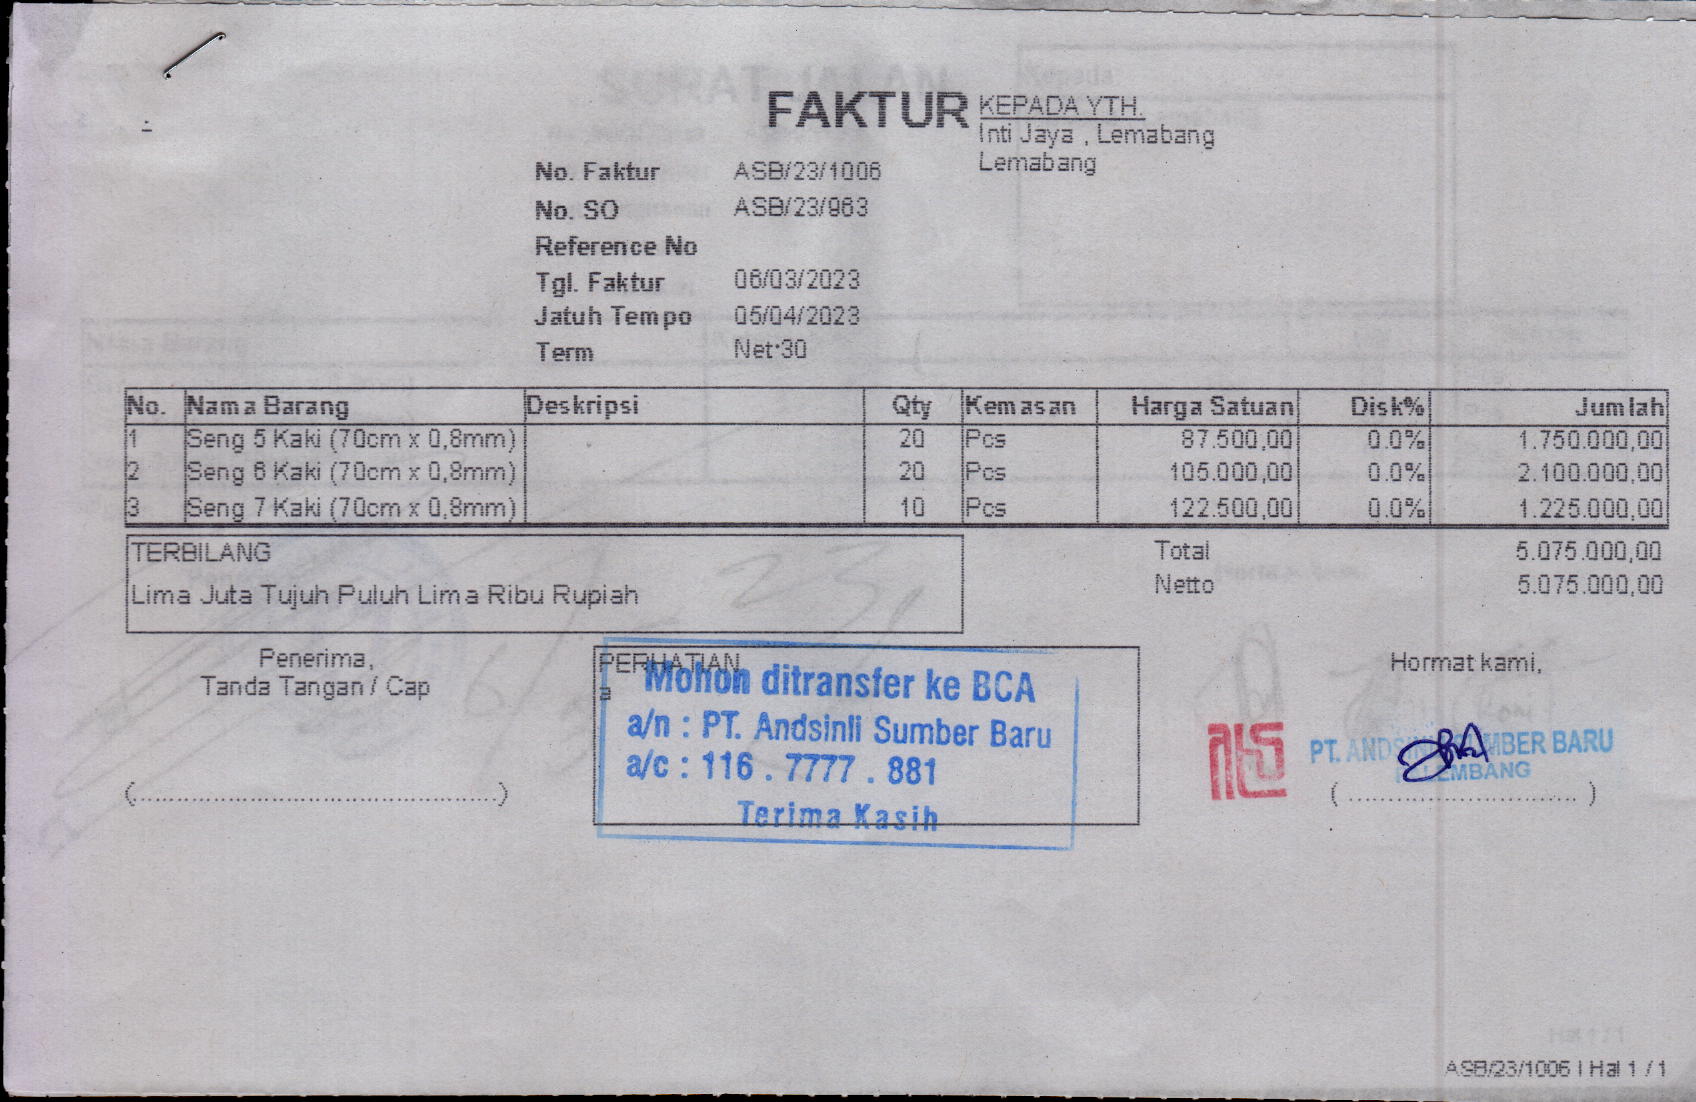 FAKTUR
KEPADA YTH.
Inti Jaya , Lemabang
Lemabang
No. Faktur ASB/23/1006
No. SO ASB/23/963
Reference No
Tgl. Faktur 06/03/2023
Jatuh Tempo 05/04/2023
Term Net 30
No. Nama Barang Deskripsi Qty Kemasan Harga Satuan Disk% Jumlah
1 Seng 5 Kaki (70cm x 0,8mm) 20 Pcs 87.500,00 0.0% 1.750.000,00
2 Seng 6 Kaki (70cm x 0,8mm) 20 Pcs 105.000,00 0.0% 2.100.000,00
3 Seng 7 Kaki (70cm x 0,8mm) 10 Pcs 122.500,00 0.0% 1.225.000,00
TERBILANG
Lima Juta Tujuh Puluh Lima Ribu Rupiah
Total 5.075.000,00
Netto 5.075.000,00
Penerima,
Tanda Tangan / Cap
(...............................................)
PERHATIAN
a
Mohon ditransfer ke BCA
a/n : PT. Andsinli Sumber Baru
a/c : 116 . 7777 . 881
Terima Kasih
Hormat kami,
PT. ANDSINLI SUMBER BARU
PALEMBANG
( ............................. )
ASB/23/1006 | Hal 1 / 1